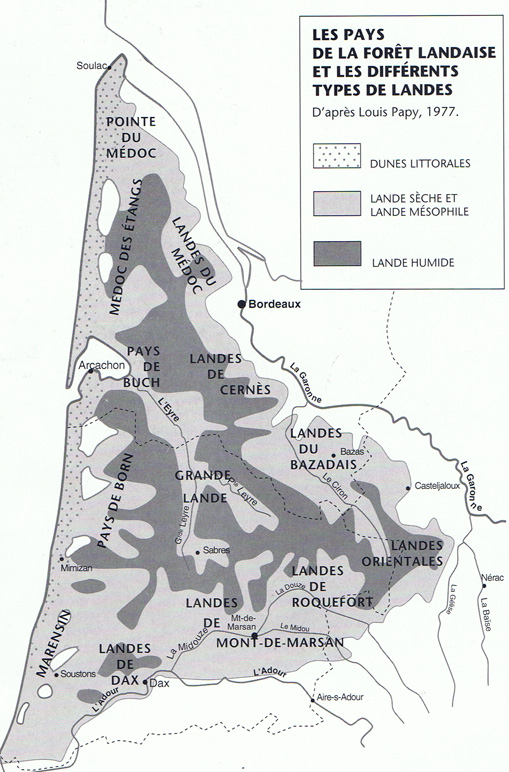 LES PAYS
DE LA FORÊT LANDAISE
ET LES DIFFÉRENTS
TYPES DE LANDES
D'après Louis Papy, 1977.
DUNES LITTORALES
LANDE SÈCHE ET
LANDE MÉSOPHILE
LANDE HUMIDE
Soulac
POINTE
DU
MÉDOC
MÉDOC DES ÉTANGS
LANDES DU
MÉDOC
Bordeaux
PAYS
DE
BUCH
Arcachon
LANDES
DE
CERNÈS
La Garonne
L'Eyre
LANDES
DU
BAZADAIS
Bazas
Le Ciron
Casteljaloux
La Garonne
PAYS DE BORN
GRANDE
LANDE
Pte Leyre
Gde Leyre
Sabres
LANDES
ORIENTALES
Mimizan
LANDES
DE
ROQUEFORT
La Douze
Nérac
La Gélise
La Baïse
LANDES
DE
Mt-de-
Marsan
MONT-DE-MARSAN
Le Midou
La Midouze
MARENSIN
LANDES
DE
DAX
Soustons
Dax
L'Adour
L'Adour
Aire-s-Adour